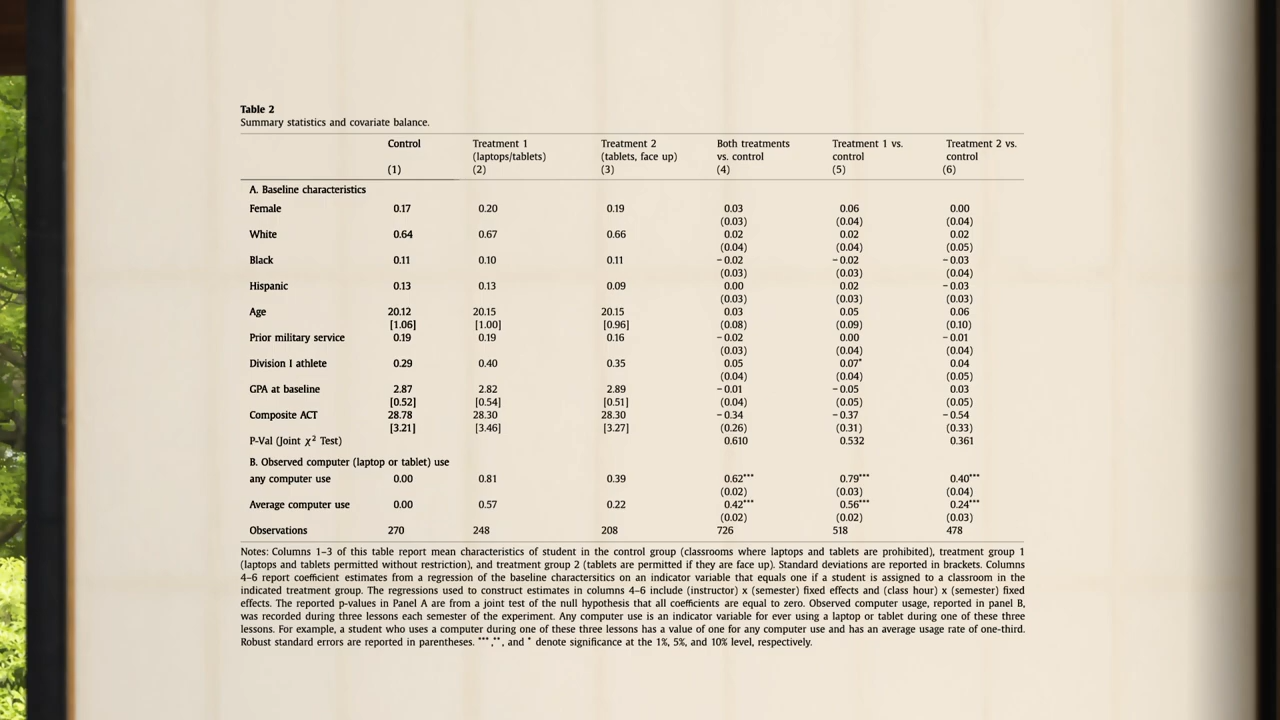 Table 2
Summary statistics and covariate balance.
Control Treatment 1 Treatment 2 Both treatments Treatment 1 vs. Treatment 2 vs.
(laptops/tablets) (tablets, face up) vs. control control control
(1) (2) (3) (4) (5) (6)
A. Baseline characteristics
Female 0.17 0.20 0.19 0.03 0.06 0.00
(0.03) (0.04) (0.04)
White 0.64 0.67 0.66 0.02 0.02 0.02
(0.04) (0.04) (0.05)
Black 0.11 0.10 0.11 −0.02 −0.02 −0.03
(0.03) (0.03) (0.04)
Hispanic 0.13 0.13 0.09 0.00 0.02 −0.03
(0.03) (0.03) (0.03)
Age 20.12 20.15 20.15 0.03 0.05 0.06
[1.06] [1.00] [0.96] (0.08) (0.09) (0.10)
Prior military service 0.19 0.19 0.16 −0.02 0.00 −0.01
(0.03) (0.04) (0.04)
Division I athlete 0.29 0.40 0.35 0.05 0.07* 0.04
(0.04) (0.04) (0.05)
GPA at baseline 2.87 2.82 2.89 −0.01 −0.05 0.03
[0.52] [0.54] [0.51] (0.04) (0.05) (0.05)
Composite ACT 28.78 28.30 28.30 −0.34 −0.37 −0.54
[3.21] [3.46] [3.27] (0.26) (0.31) (0.33)
P-Val (Joint χ² Test) 0.610 0.532 0.361
B. Observed computer (laptop or tablet) use
any computer use 0.00 0.81 0.39 0.62*** 0.79*** 0.40***
(0.02) (0.03) (0.04)
Average computer use 0.00 0.57 0.22 0.42*** 0.56*** 0.24***
(0.02) (0.02) (0.03)
Observations 270 248 208 726 518 478
Notes: Columns 1–3 of this table report mean characteristics of student in the control group (classrooms where laptops and tablets are prohibited), treatment group 1
(laptops and tablets permitted without restriction), and treatment group 2 (tablets are permitted if they are face up). Standard deviations are reported in brackets. Columns
4–6 report coefficient estimates from a regression of the baseline charactersitics on an indicator variable that equals one if a student is assigned to a classroom in the
indicated treatment group. The regressions used to construct estimates in columns 4–6 include (instructor) x (semester) fixed effects and (class hour) x (semester) fixed
effects. The reported p-values in Panel A are from a joint test of the null hypothesis that all coefficients are equal to zero. Observed computer usage, reported in panel B,
was recorded during three lessons each semester of the experiment. Any computer use is an indicator variable for ever using a laptop or tablet during one of these three
lessons. For example, a student who uses a computer during one of these three lessons has a value of one for any computer use and has an average usage rate of one-third.
Robust standard errors are reported in parentheses. ***,**, and * denote significance at the 1%, 5%, and 10% level, respectively.